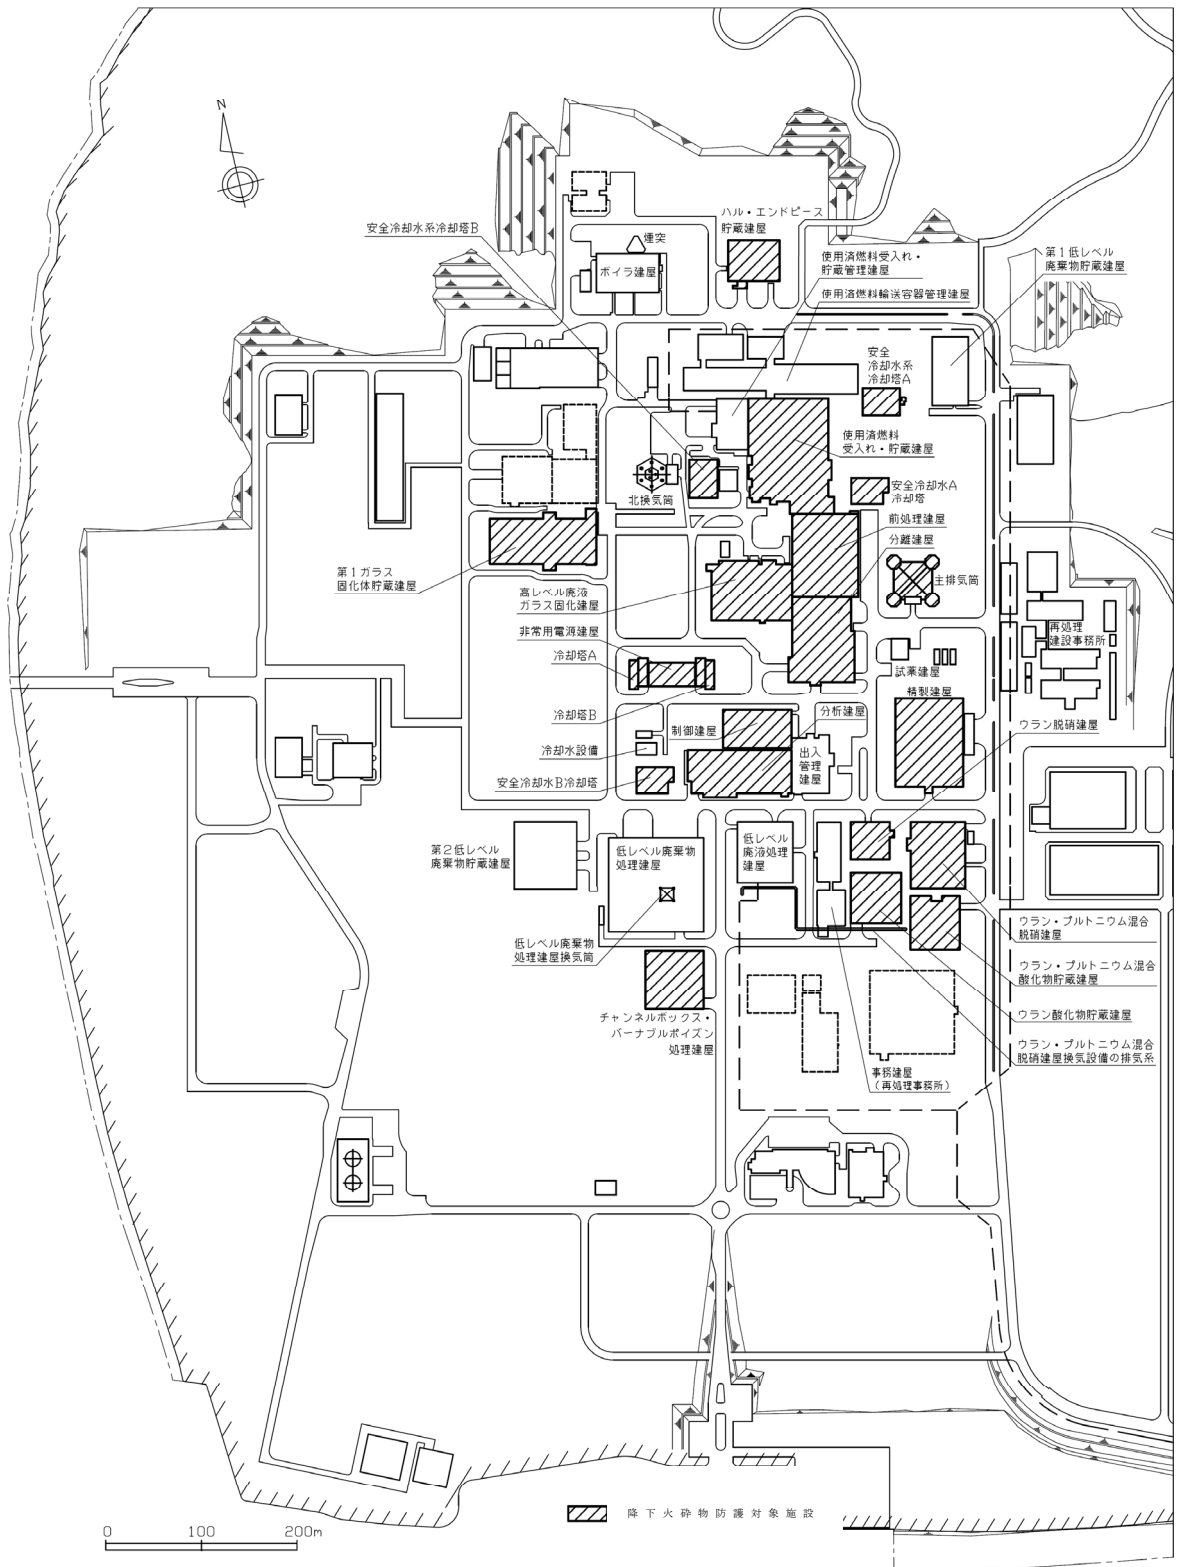 N
ハル・エンドピース
貯蔵建屋
安全冷却水系冷却塔B
煙突
ボイラ建屋
使用済燃料受入れ・
貯蔵管理建屋
使用済燃料輸送容器管理建屋
第1低レベル
廃棄物貯蔵建屋
安全
冷却水系
冷却塔A
使用済燃料
受入れ・貯蔵建屋
北換気筒
安全冷却水A
冷却塔
前処理建屋
分離建屋
第1ガラス
固化体貯蔵建屋
高レベル廃液
ガラス固化建屋
主排気筒
非常用電源建屋
冷却塔A
再処理
建設事務所
試薬建屋
精製建屋
冷却塔B
制御建屋
分析建屋
ウラン脱硝建屋
冷却水設備
出入
管理
建屋
安全冷却水B冷却塔
第2低レベル
廃棄物貯蔵建屋
低レベル廃棄物
処理建屋
低レベル
廃液処理
建屋
低レベル廃棄物
処理建屋換気筒
ウラン・プルトニウム混合
脱硝建屋
ウラン・プルトニウム混合
酸化物貯蔵建屋
チャンネルボックス・
バーナブルポイズン
処理建屋
ウラン酸化物貯蔵建屋
ウラン・プルトニウム混合
脱硝建屋換気設備の排気系
事務建屋
(再処理事務所)
降下火砕物防護対象施設
0 100 200m